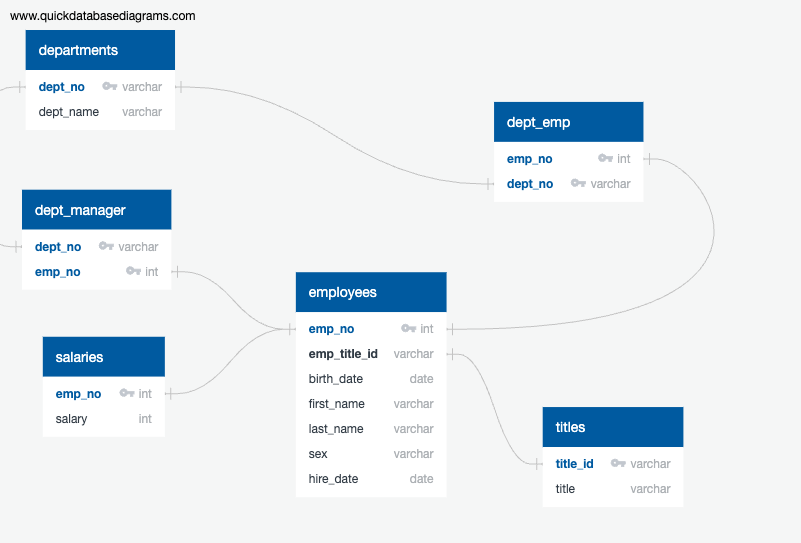 www.quickdatabasediagrams.com
departments
dept_no varchar
dept_name varchar
dept_emp
emp_no int
dept_no varchar
dept_manager
dept_no varchar
emp_no int
employees
emp_no int
emp_title_id varchar
birth_date date
first_name varchar
last_name varchar
sex varchar
hire_date date
salaries
emp_no int
salary int
titles
title_id varchar
title varchar